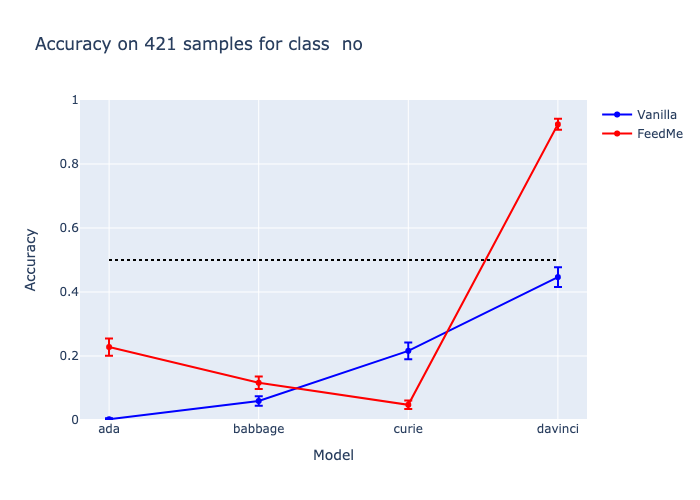 Accuracy on 421 samples for class  no
Vanilla
FeedMe
Accuracy
1
0.8
0.6
0.4
0.2
0
ada
babbage
curie
davinci
Model